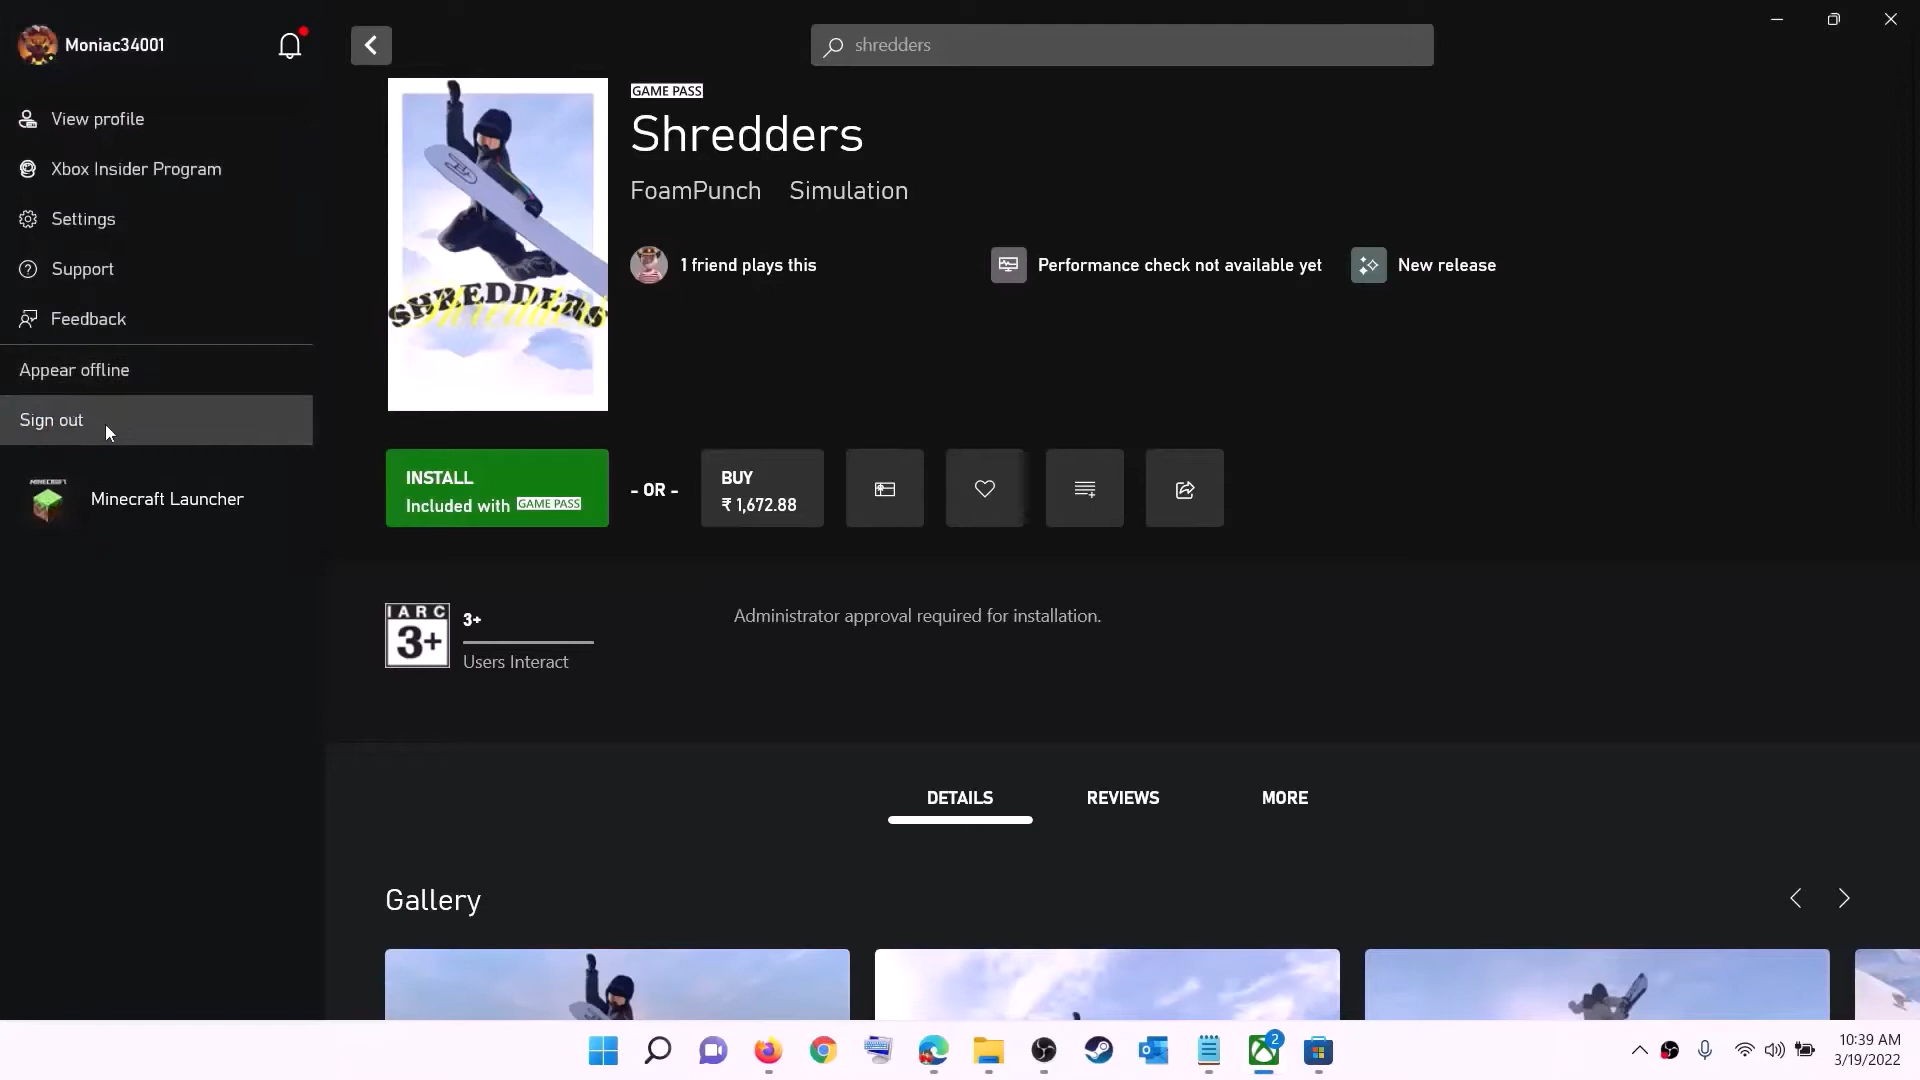 Moniac34001
View profile
Xbox Insider Program
Settings
Support
Feedback
Appear offline
Sign out
MINECRAFT
Minecraft Launcher
shredders
SHREDDERS
Shredders
GAME PASS
Shredders
FoamPunch Simulation
1 friend plays this
Performance check not available yet
New release
INSTALL
Included with GAME PASS
- OR -
BUY
₹ 1,672.88
IARC
3+
3+
Users Interact
Administrator approval required for installation.
DETAILS
REVIEWS
MORE
Gallery
2
10:39 AM
3/19/2022